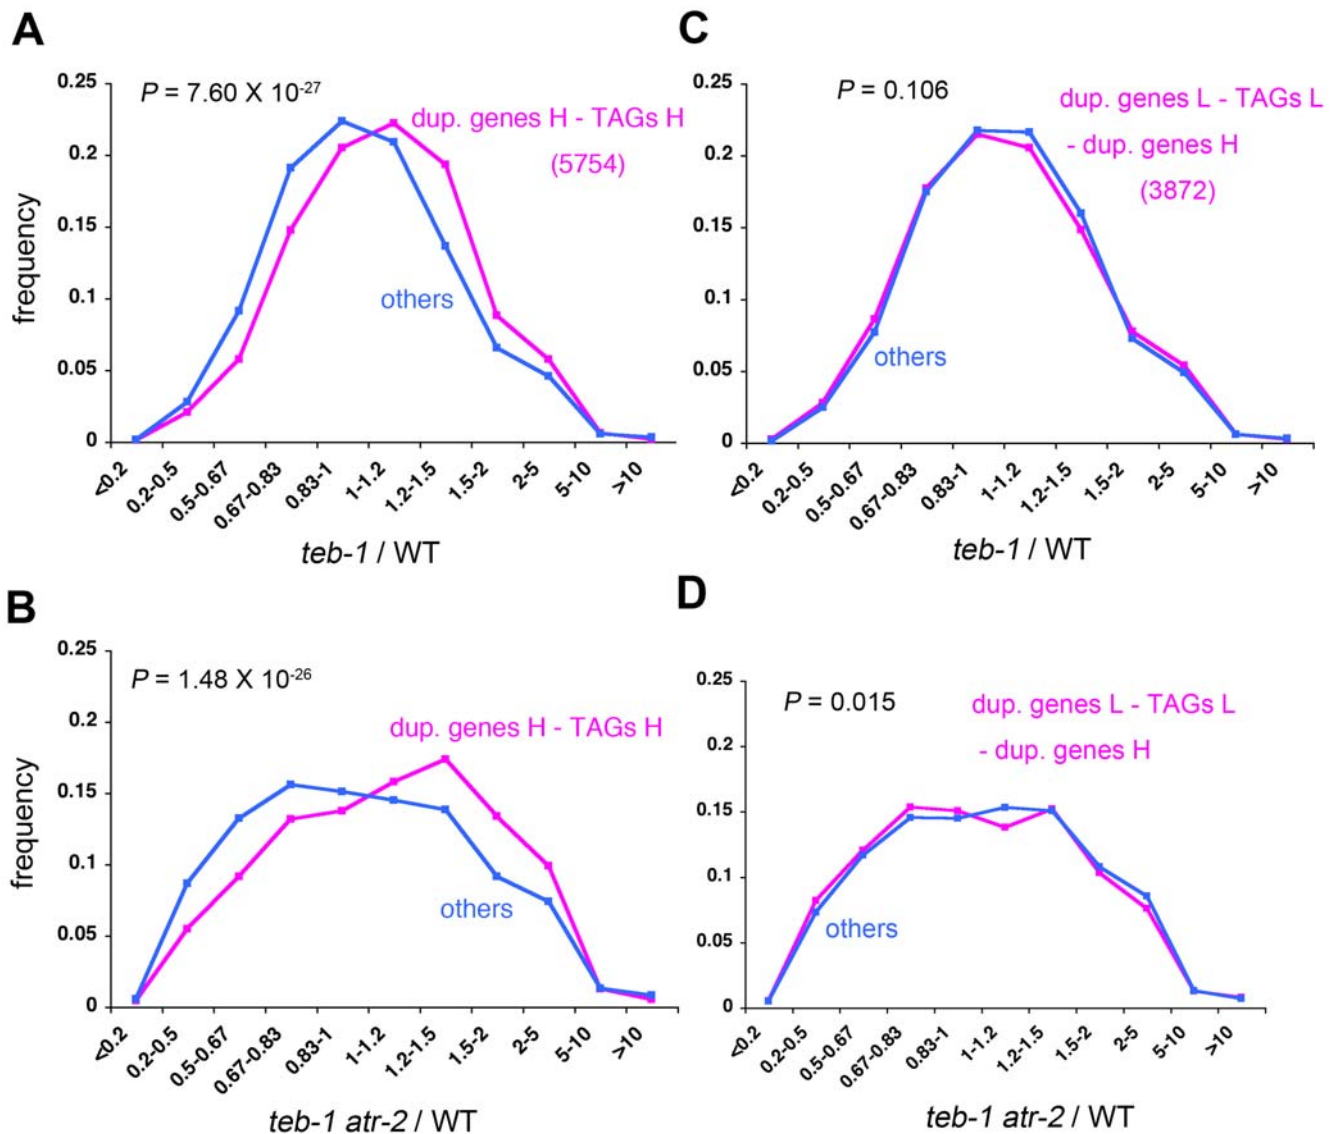 A
P = 7.60 X 10-27
dup. genes H - TAGs H
(5754)
others
frequency
0.25
0.2
0.15
0.1
0.05
0
<0.2
0.2-0.5
0.5-0.67
0.67-0.83
0.83-1
1-1.2
1.2-1.5
1.5-2
2-5
5-10
>10
teb-1 / WT
B
P = 1.48 X 10-26
dup. genes H - TAGs H
others
frequency
0.25
0.2
0.15
0.1
0.05
0
<0.2
0.2-0.5
0.5-0.67
0.67-0.83
0.83-1
1-1.2
1.2-1.5
1.5-2
2-5
5-10
>10
teb-1 atr-2 / WT
C
P = 0.106
dup. genes L - TAGs L
- dup. genes H
(3872)
others
0.25
0.2
0.15
0.1
0.05
0
<0.2
0.2-0.5
0.5-0.67
0.67-0.83
0.83-1
1-1.2
1.2-1.5
1.5-2
2-5
5-10
>10
teb-1 / WT
D
P = 0.015
dup. genes L - TAGs L
- dup. genes H
others
0.25
0.2
0.15
0.1
0.05
0
<0.2
0.2-0.5
0.5-0.67
0.67-0.83
0.83-1
1-1.2
1.2-1.5
1.5-2
2-5
5-10
>10
teb-1 atr-2 / WT